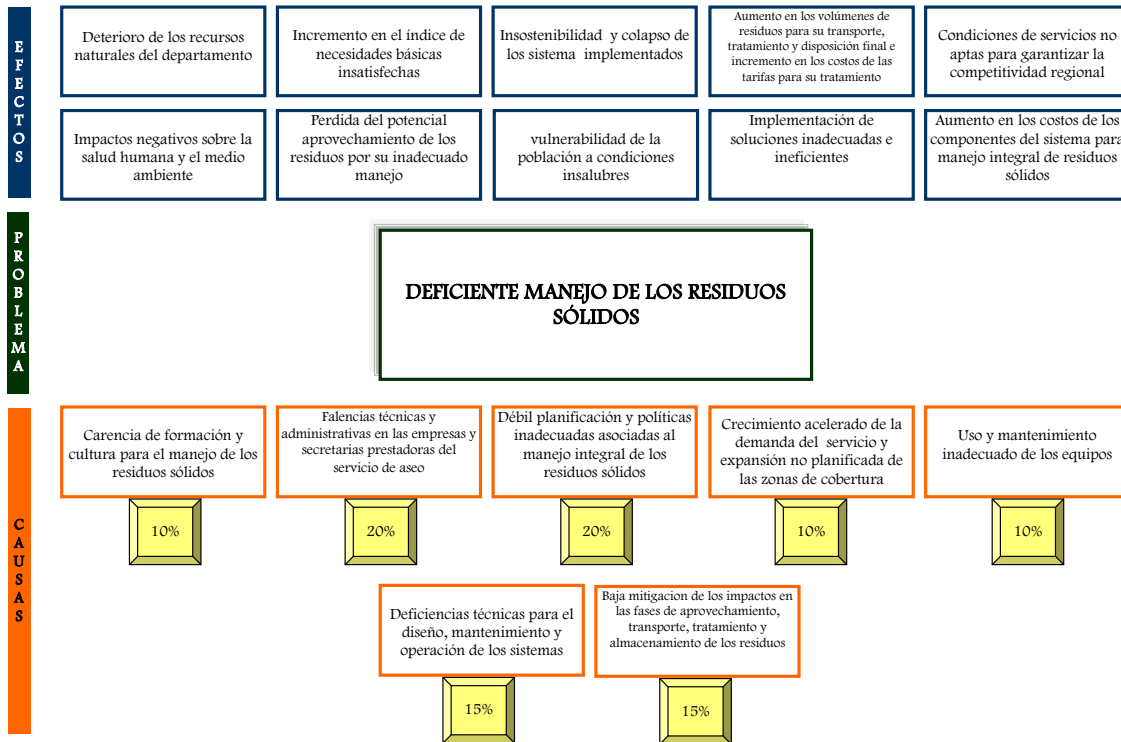 EFECTOS
Deterioro de los recursos
naturales del departamento
Incremento en el índice de
necesidades básicas
insatisfechas
Insostenibilidad y colapso de
los sistema implementados
Aumento en los volúmenes de
residuos para su transporte,
tratamiento y disposición final e
incremento en los costos de las
tarifas para su tratamiento
Condiciones de servicios no
aptas para garantizar la
competitividad regional
Impactos negativos sobre la
salud humana y el medio
ambiente
Perdida del potencial
aprovechamiento de los
residuos por su inadecuado
manejo
vulnerabilidad de la
población a condiciones
insalubres
Implementación de
soluciones inadecuadas e
ineficientes
Aumento en los costos de los
componentes del sistema para
manejo integral de residuos
sólidos
PROBLEMA
DEFICIENTE MANEJO DE LOS RESIDUOS
SÓLIDOS
CAUSAS
Carencia de formación y
cultura para el manejo de los
residuos sólidos
Falencias técnicas y
administrativas en las empresas y
secretarias prestadoras del
servicio de aseo
Débil planificación y políticas
inadecuadas asociadas al
manejo integral de los
residuos sólidos
Crecimiento acelerado de la
demanda del servicio y
expansión no planificada de
las zonas de cobertura
Uso y mantenimiento
inadecuado de los equipos
10%
20%
20%
10%
10%
Deficiencias técnicas para el
diseño, mantenimiento y
operación de los sistemas
Baja mitigacion de los impactos en
las fases de aprovechamiento,
transporte, tratamiento y
almacenamiento de los residuos
15%
15%